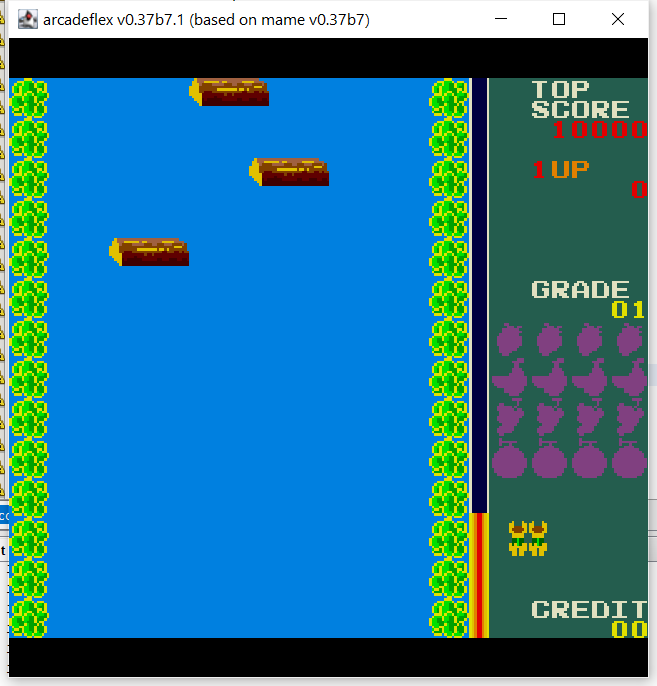 arcadeflex v0.37b7.1 (based on mame v0.37b7)
TOP
SCORE
10000
1UP
0
GRADE
01
CREDIT
00